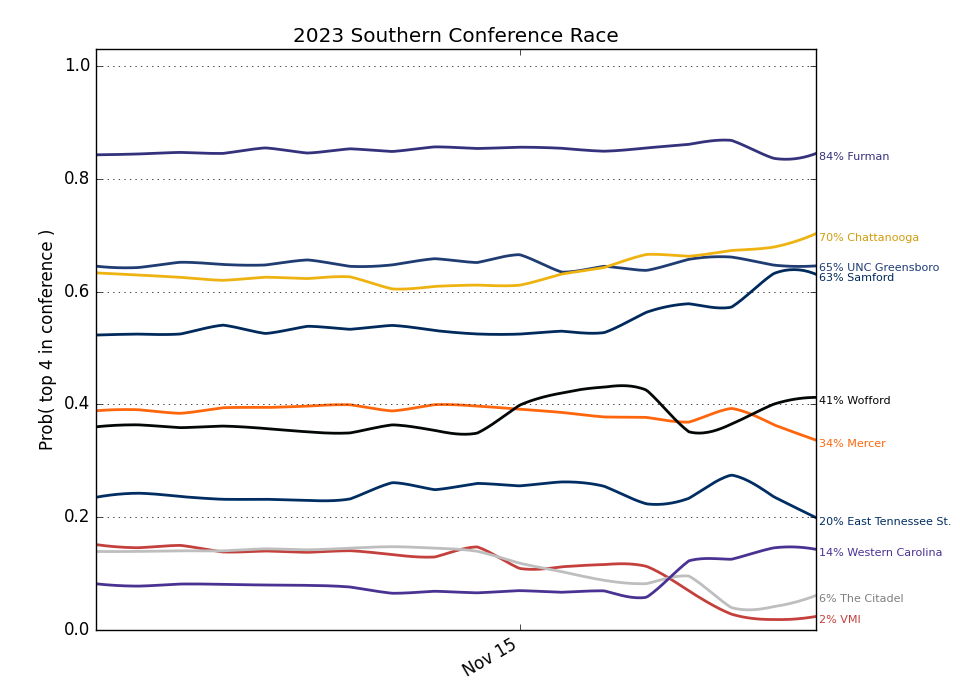 2023 Southern Conference Race
Prob( top 4 in conference )
1.0
0.8
0.6
0.4
0.2
0.0
Nov 15
84% Furman
70% Chattanooga
65% UNC Greensboro
63% Samford
41% Wofford
34% Mercer
20% East Tennessee St.
14% Western Carolina
6% The Citadel
2% VMI